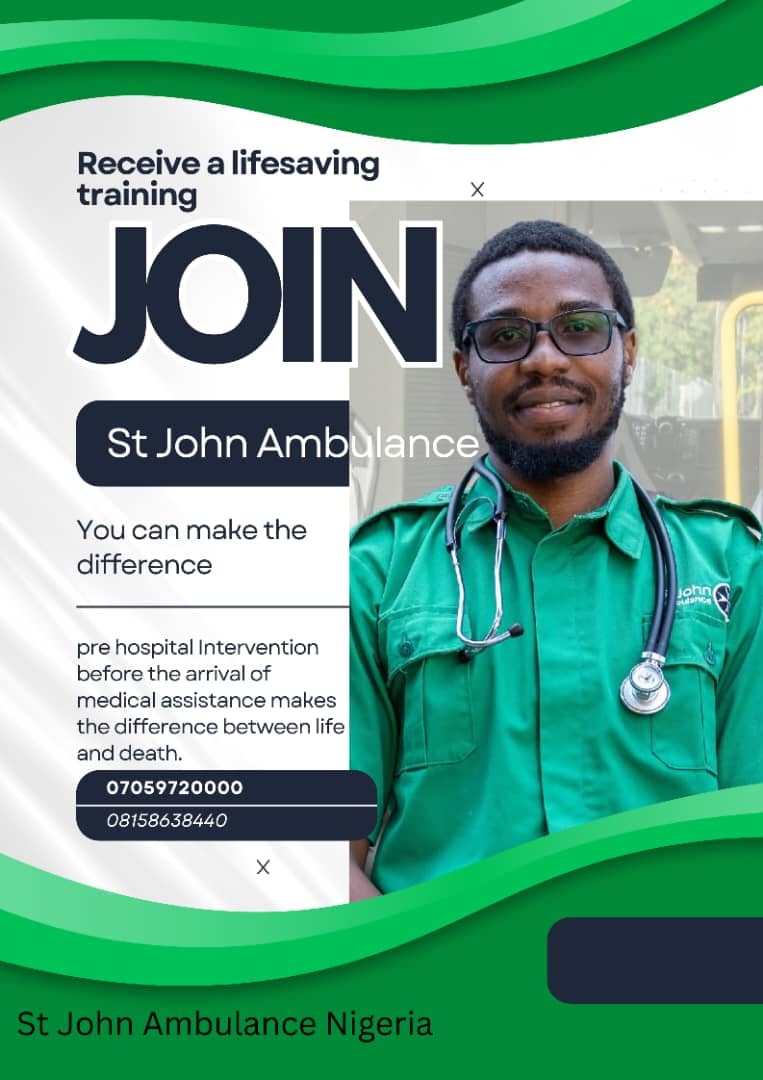 Receive a lifesaving
training
X
JOIN
St John Ambulance
You can make the
difference
John
pre hospital Intervention
before the arrival of
medical assistance makes
the difference between life
and death.
07059720000
08158638440
X
St John Ambulance Nigeria